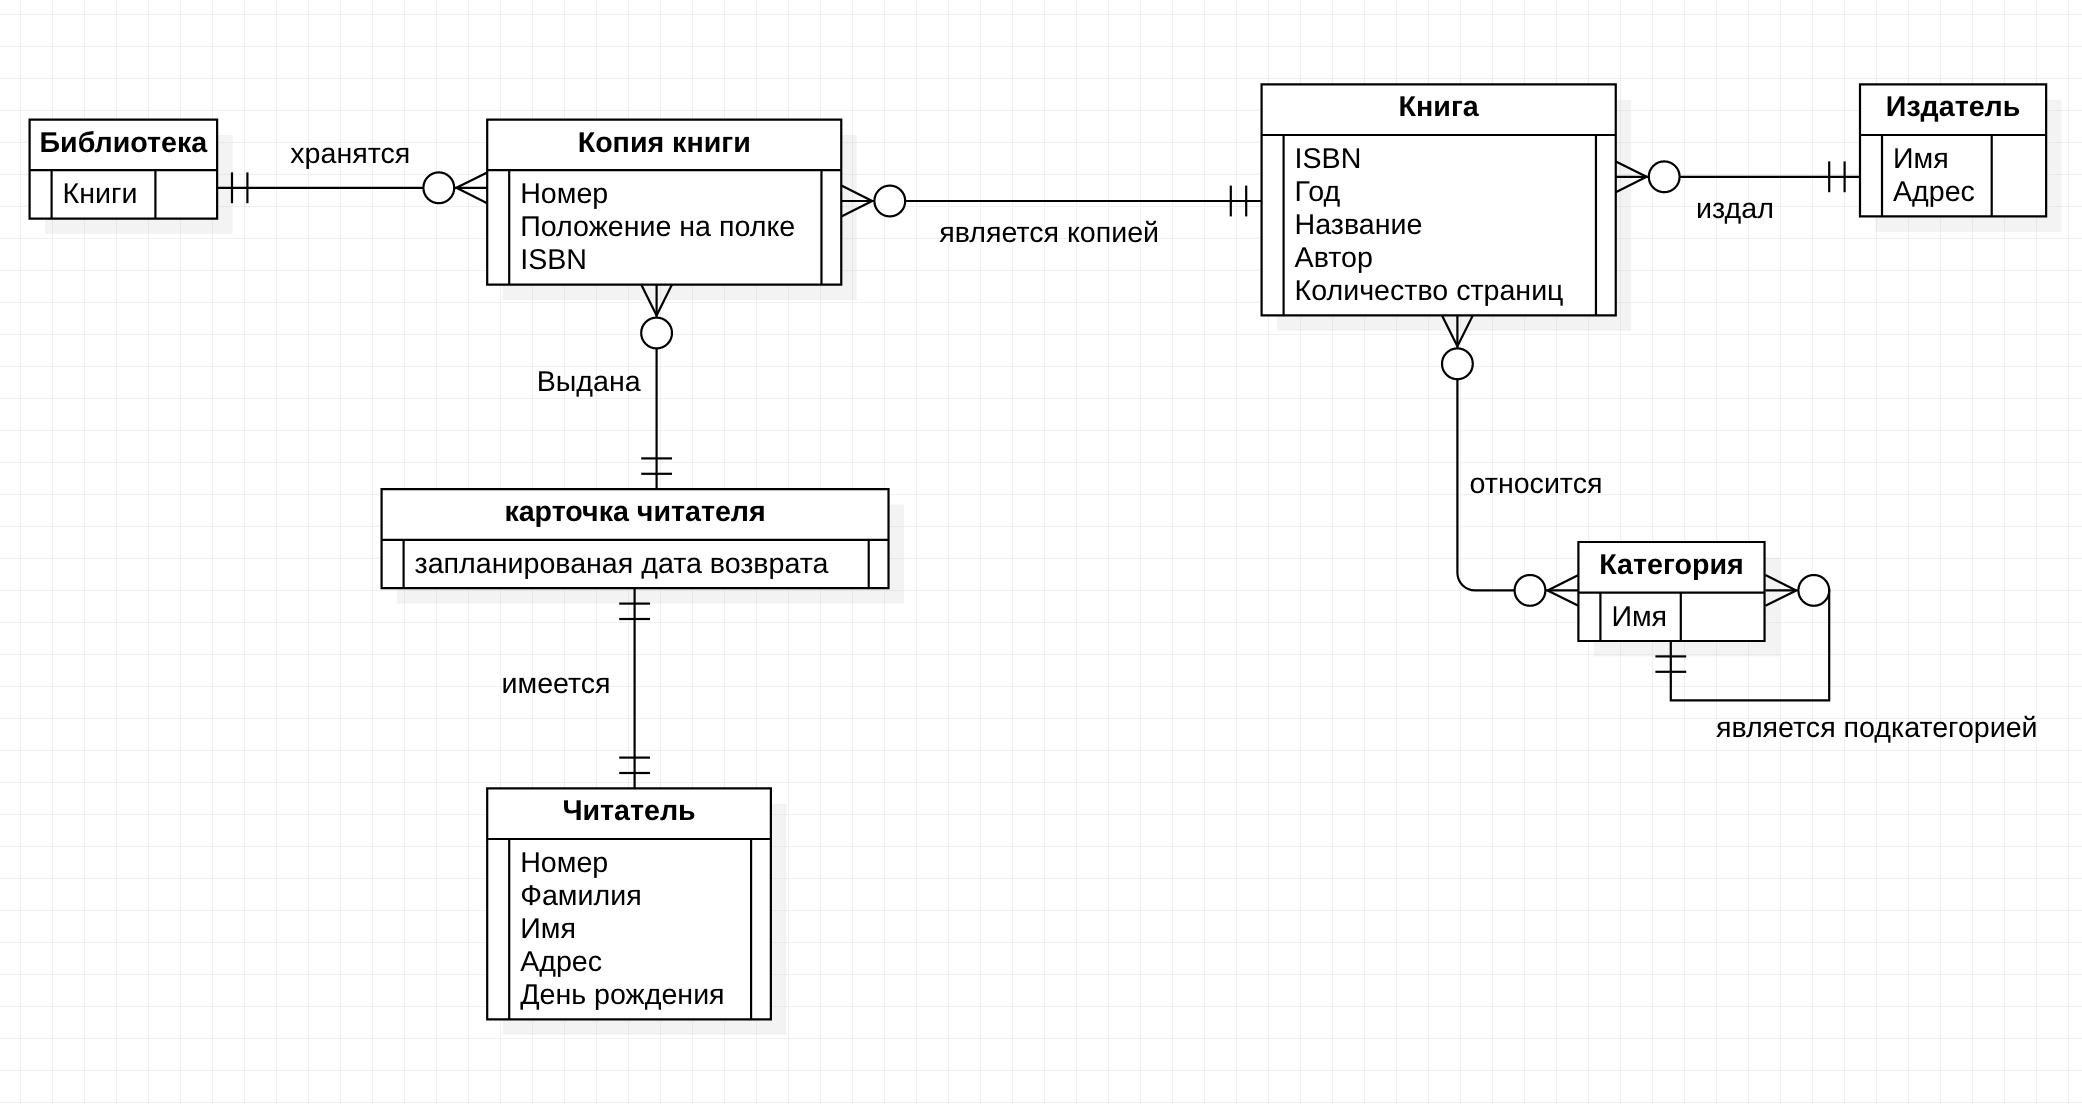 Библиотека
Книги
хранятся
Копия книги
Номер
Положение на полке
ISBN
является копией
Книга
ISBN
Год
Название
Автор
Количество страниц
издал
Издатель
Имя
Адрес
Выдана
карточка читателя
запланированая дата возврата
относится
Категория
Имя
является подкатегорией
имеется
Читатель
Номер
Фамилия
Имя
Адрес
День рождения